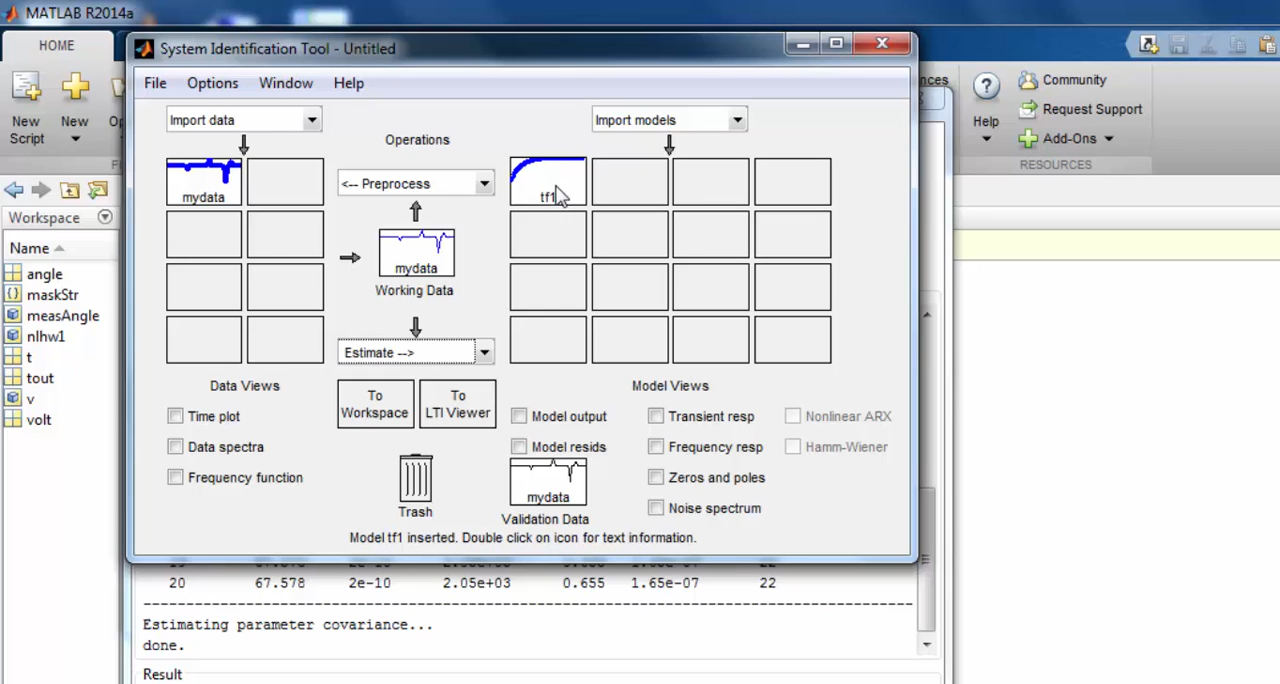 MATLAB R2014a
HOME
New
Script
New
System Identification Tool - Untitled
File Options Window Help
Import data
Import models
Operations
mydata
<-- Preprocess
tf1
mydata
Working Data
Estimate -->
To
Workspace
To
LTI Viewer
Data Views
Time plot
Data spectra
Frequency function
Trash
Model Views
Model output
Model resids
Transient resp
Frequency resp
Zeros and poles
Noise spectrum
Nonlinear ARX
Hamm-Wiener
mydata
Validation Data
Model tf1 inserted. Double click on icon for text information.
Help
Community
Request Support
Add-Ons
RESOURCES
Workspace
Name
angle
maskStr
measAngle
nlhw1
t
tout
v
volt
20 67.578 2e-10 2.05e+03 0.655 1.65e-07 22
Estimating parameter covariance...
done.
Result